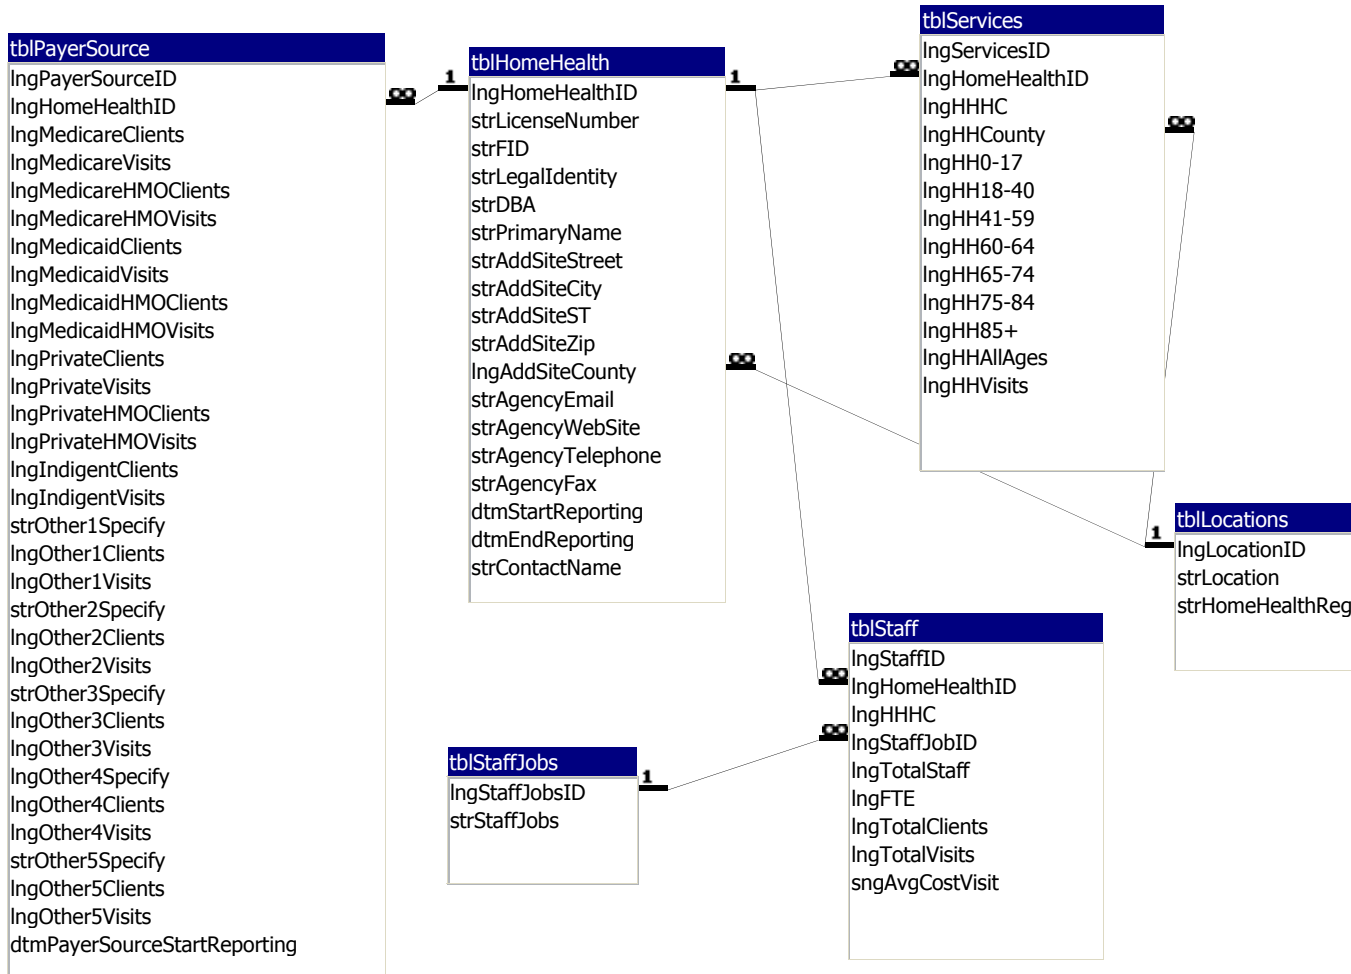 tblPayerSource
lngPayerSourceID
lngHomeHealthID
lngMedicareClients
lngMedicareVisits
lngMedicareHMOClients
lngMedicareHMOVisits
lngMedicaidClients
lngMedicaidVisits
lngMedicaidHMOClients
lngMedicaidHMOVisits
lngPrivateClients
lngPrivateVisits
lngPrivateHMOClients
lngPrivateHMOVisits
lngIndigentClients
lngIndigentVisits
strOther1Specify
lngOther1Clients
lngOther1Visits
strOther2Specify
lngOther2Clients
lngOther2Visits
strOther3Specify
lngOther3Clients
lngOther3Visits
lngOther4Specify
lngOther4Clients
lngOther4Visits
strOther5Specify
lngOther5Clients
lngOther5Visits
dtmPayerSourceStartReporting
∞
1
tblHomeHealth
lngHomeHealthID
strLicenseNumber
strFID
strLegalIdentity
strDBA
strPrimaryName
strAddSiteStreet
strAddSiteCity
strAddSiteST
strAddSiteZip
lngAddSiteCounty
strAgencyEmail
strAgencyWebSite
strAgencyTelephone
strAgencyFax
dtmStartReporting
dtmEndReporting
strContactName
1
∞
∞
tblServices
lngServicesID
lngHomeHealthID
lngHHHC
lngHHCounty
lngHH0-17
lngHH18-40
lngHH41-59
lngHH60-64
lngHH65-74
lngHH75-84
lngHH85+
lngHHAllAges
lngHHVisits
∞
1
tblLocations
lngLocationID
strLocation
strHomeHealthReg
tblStaffJobs
lngStaffJobsID
strStaffJobs
1
∞
∞
tblStaff
lngStaffID
lngHomeHealthID
lngHHHC
lngStaffJobID
lngTotalStaff
lngFTE
lngTotalClients
lngTotalVisits
sngAvgCostVisit